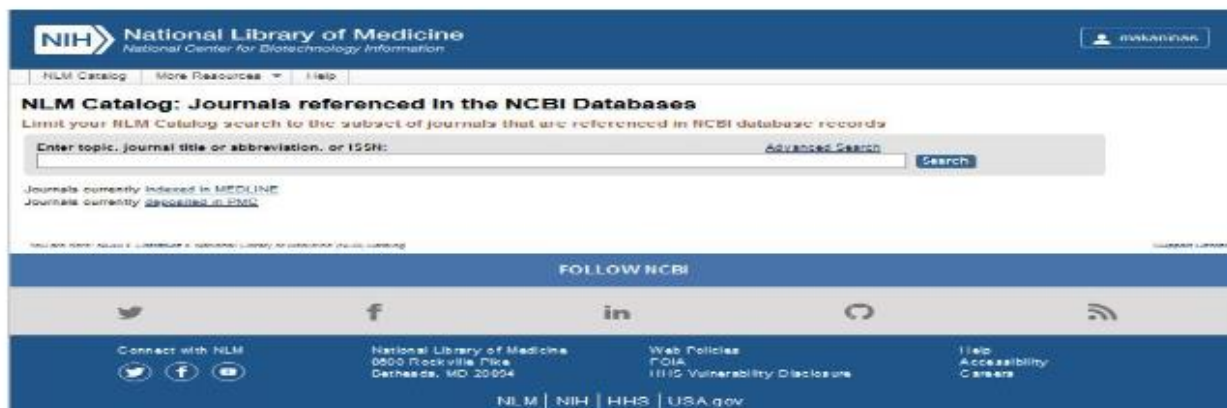 NIH National Library of Medicine
National Center for Biotechnology Information
makaninas
NLM Catalog More Resources Help
NLM Catalog: Journals referenced in the NCBI Databases
Limit your NLM Catalog search to the subset of journals that are referenced in NCBI database records
Enter topic, journal title or abbreviation, or ISSN: Advanced Search
Search
Journals currently indexed in MEDLINE
Journals currently deposited in PMC
FOLLOW NCBI
Connect with NLM
National Library of Medicine
8600 Rockville Pike
Bethesda, MD 20894
Web Policies
FOIA
HHS Vulnerability Disclosure
Help
Accessibility
Careers
NLM | NIH | HHS | USA.gov